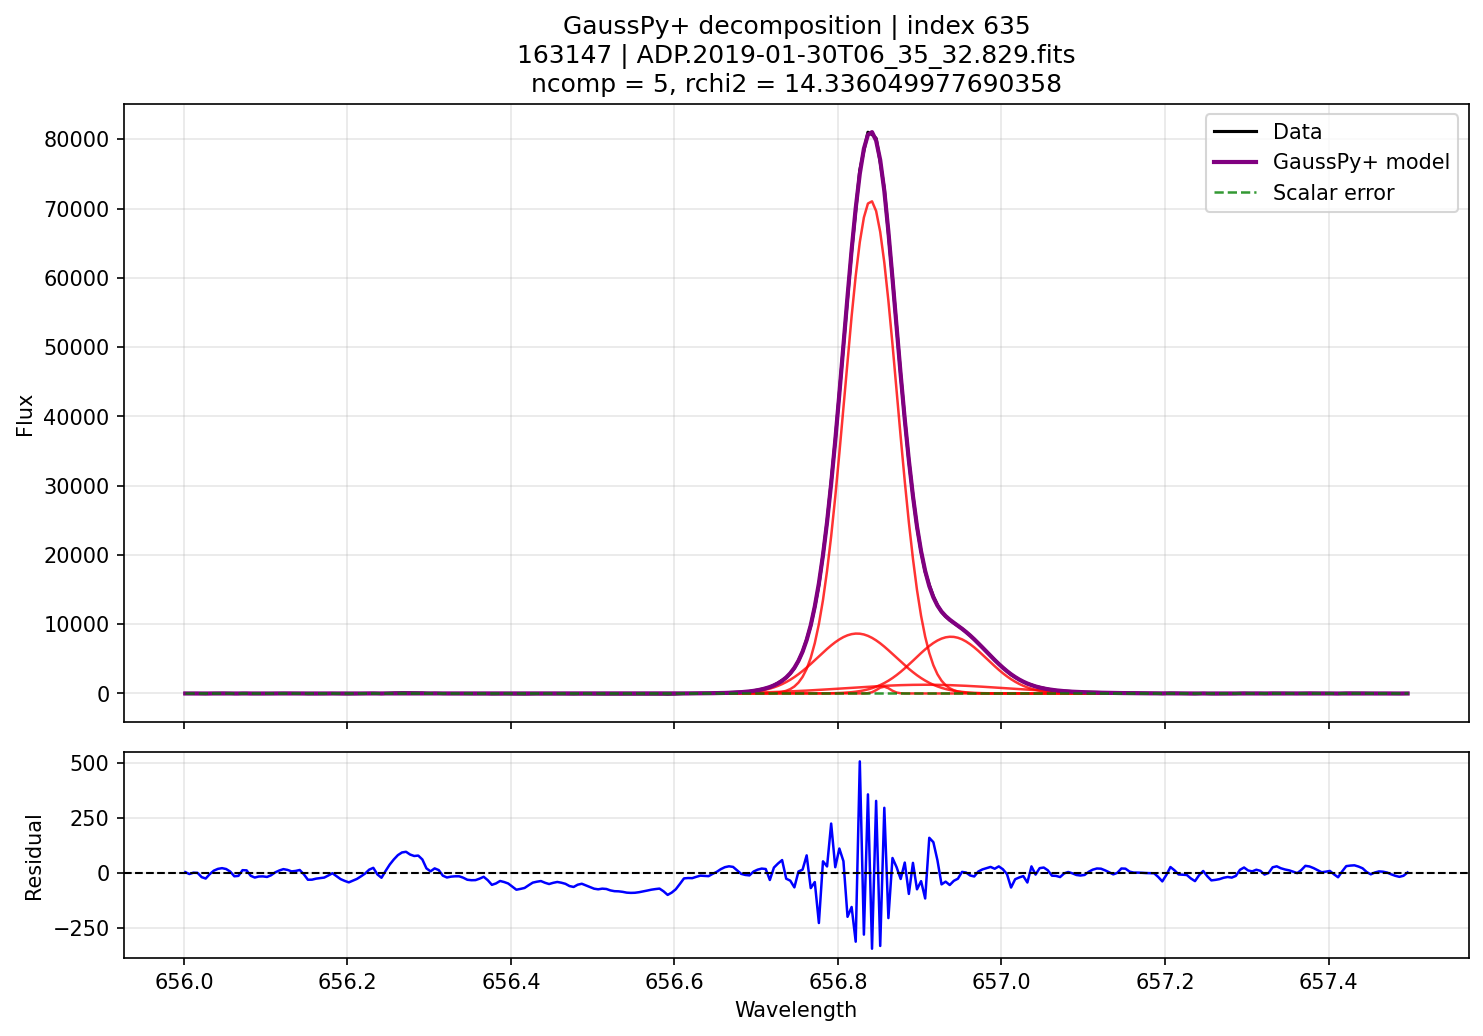 GaussPy+ decomposition | index 635
163147 | ADP.2019-01-30T06_35_32.829.fits
ncomp = 5, rchi2 = 14.336049977690358
Data
GaussPy+ model
Scalar error
80000
70000
60000
50000
40000
30000
20000
10000
0
Flux
500
250
0
−250
Residual
656.0
656.2
656.4
656.6
656.8
657.0
657.2
657.4
Wavelength